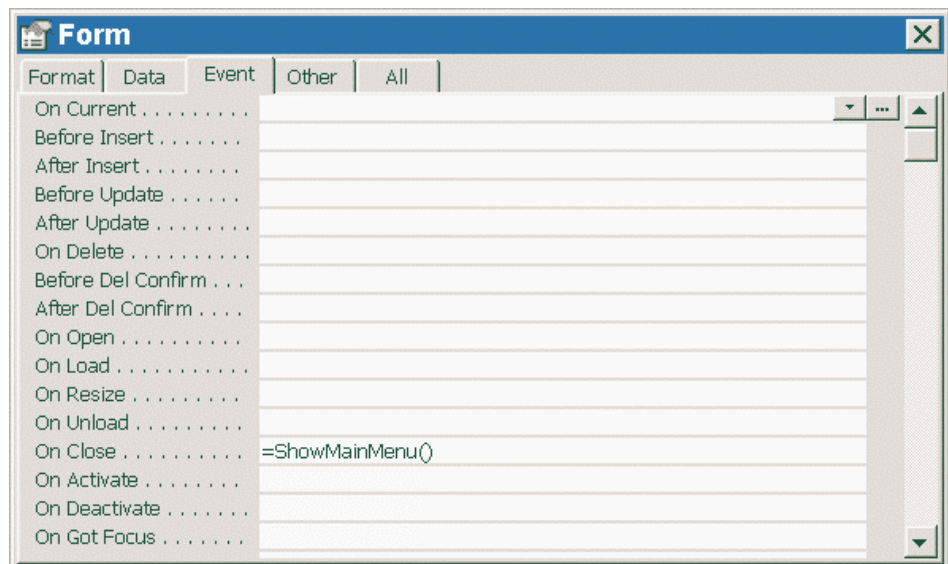 Form
Format Data Event Other All
On Current . . . . . . . . . ...
Before Insert . . . . . . .
After Insert . . . . . . . .
Before Update . . . . . .
After Update . . . . . . . .
On Delete . . . . . . . . . .
Before Del Confirm . . .
After Del Confirm . . . .
On Open . . . . . . . . . .
On Load . . . . . . . . . . .
On Resize . . . . . . . . .
On Unload . . . . . . . . .
On Close . . . . . . . . . . =ShowMainMenu()
On Activate . . . . . . . .
On Deactivate . . . . . . .
On Got Focus . . . . . . .